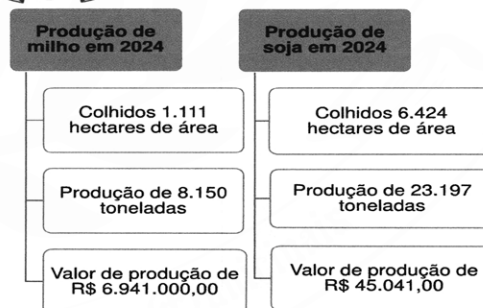 Produção de
milho em 2024
Colhidos 1.111
hectares de área
Produção de 8.150
toneladas
Valor de produção de
R$ 6.941.000,00
Produção de
soja em 2024
Colhidos 6.424
hectares de área
Produção de 23.197
toneladas
Valor de produção de
R$ 45.041,00